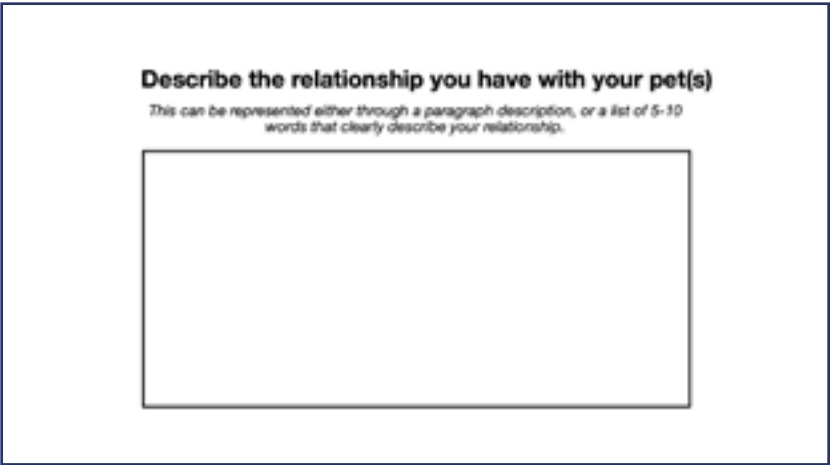 Describe the relationship you have with your pet(s)
This can be represented either through a paragraph description, or a list of 5-10
words that clearly describe your relationship.